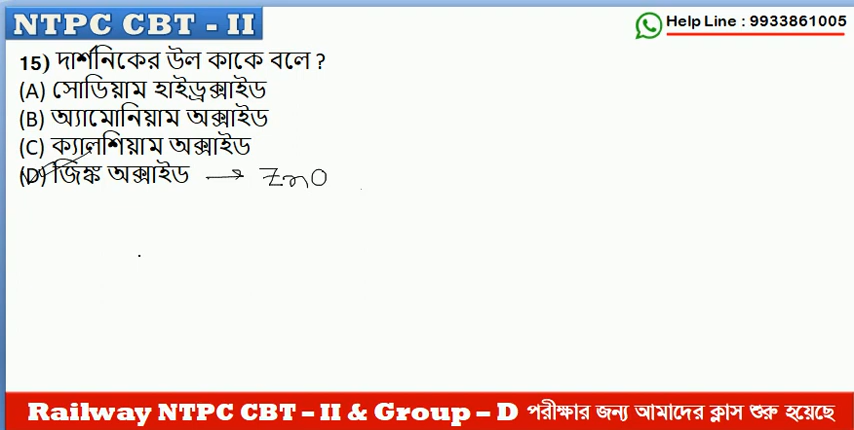 NTPC CBT - II
Help Line : 9933861005
15) দার্শনিকের উল কাকে বলে ?
(A) সোডিয়াম হাইড্রক্সাইড
(B) অ্যামোনিয়াম অক্সাইড
(C) ক্যালশিয়াম অক্সাইড
(D) জিঙ্ক অক্সাইড → ZnO
Railway NTPC CBT – II & Group – D পরীক্ষার জন্য আমাদের ক্লাস শুরু হয়েছে